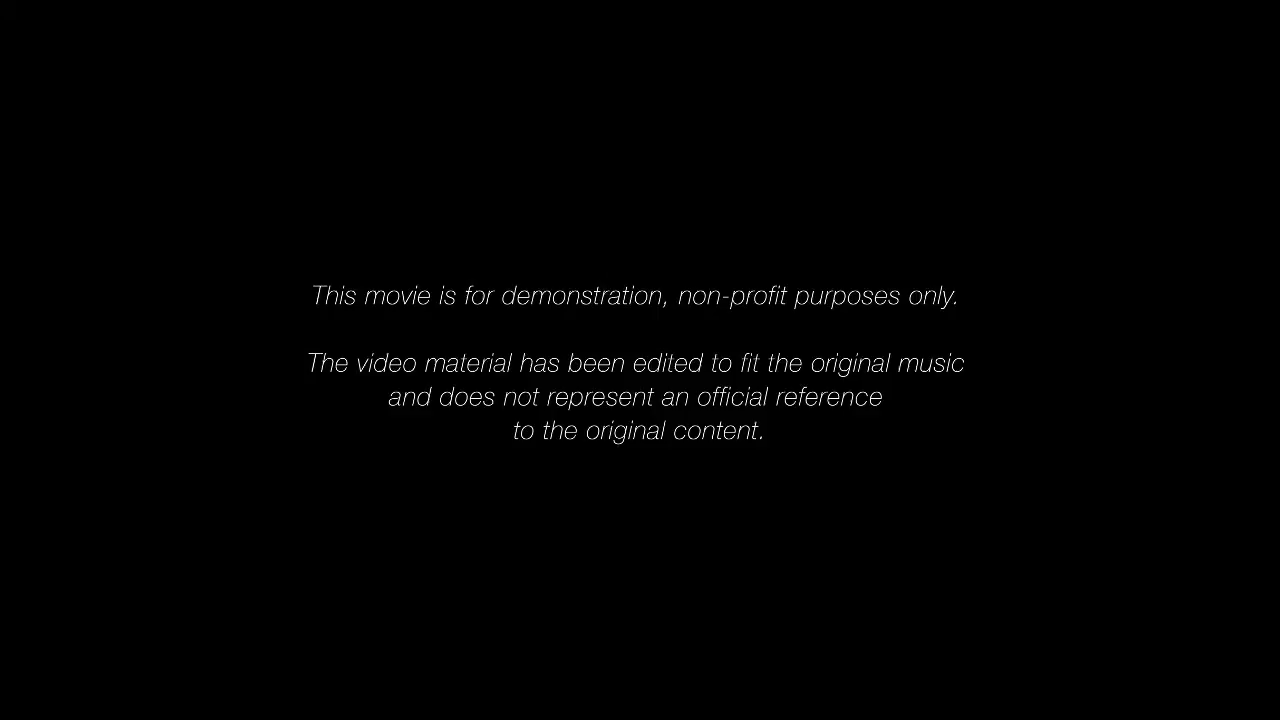 This movie is for demonstration, non-profit purposes only.
The video material has been edited to fit the original music
and does not represent an official reference
to the original content.